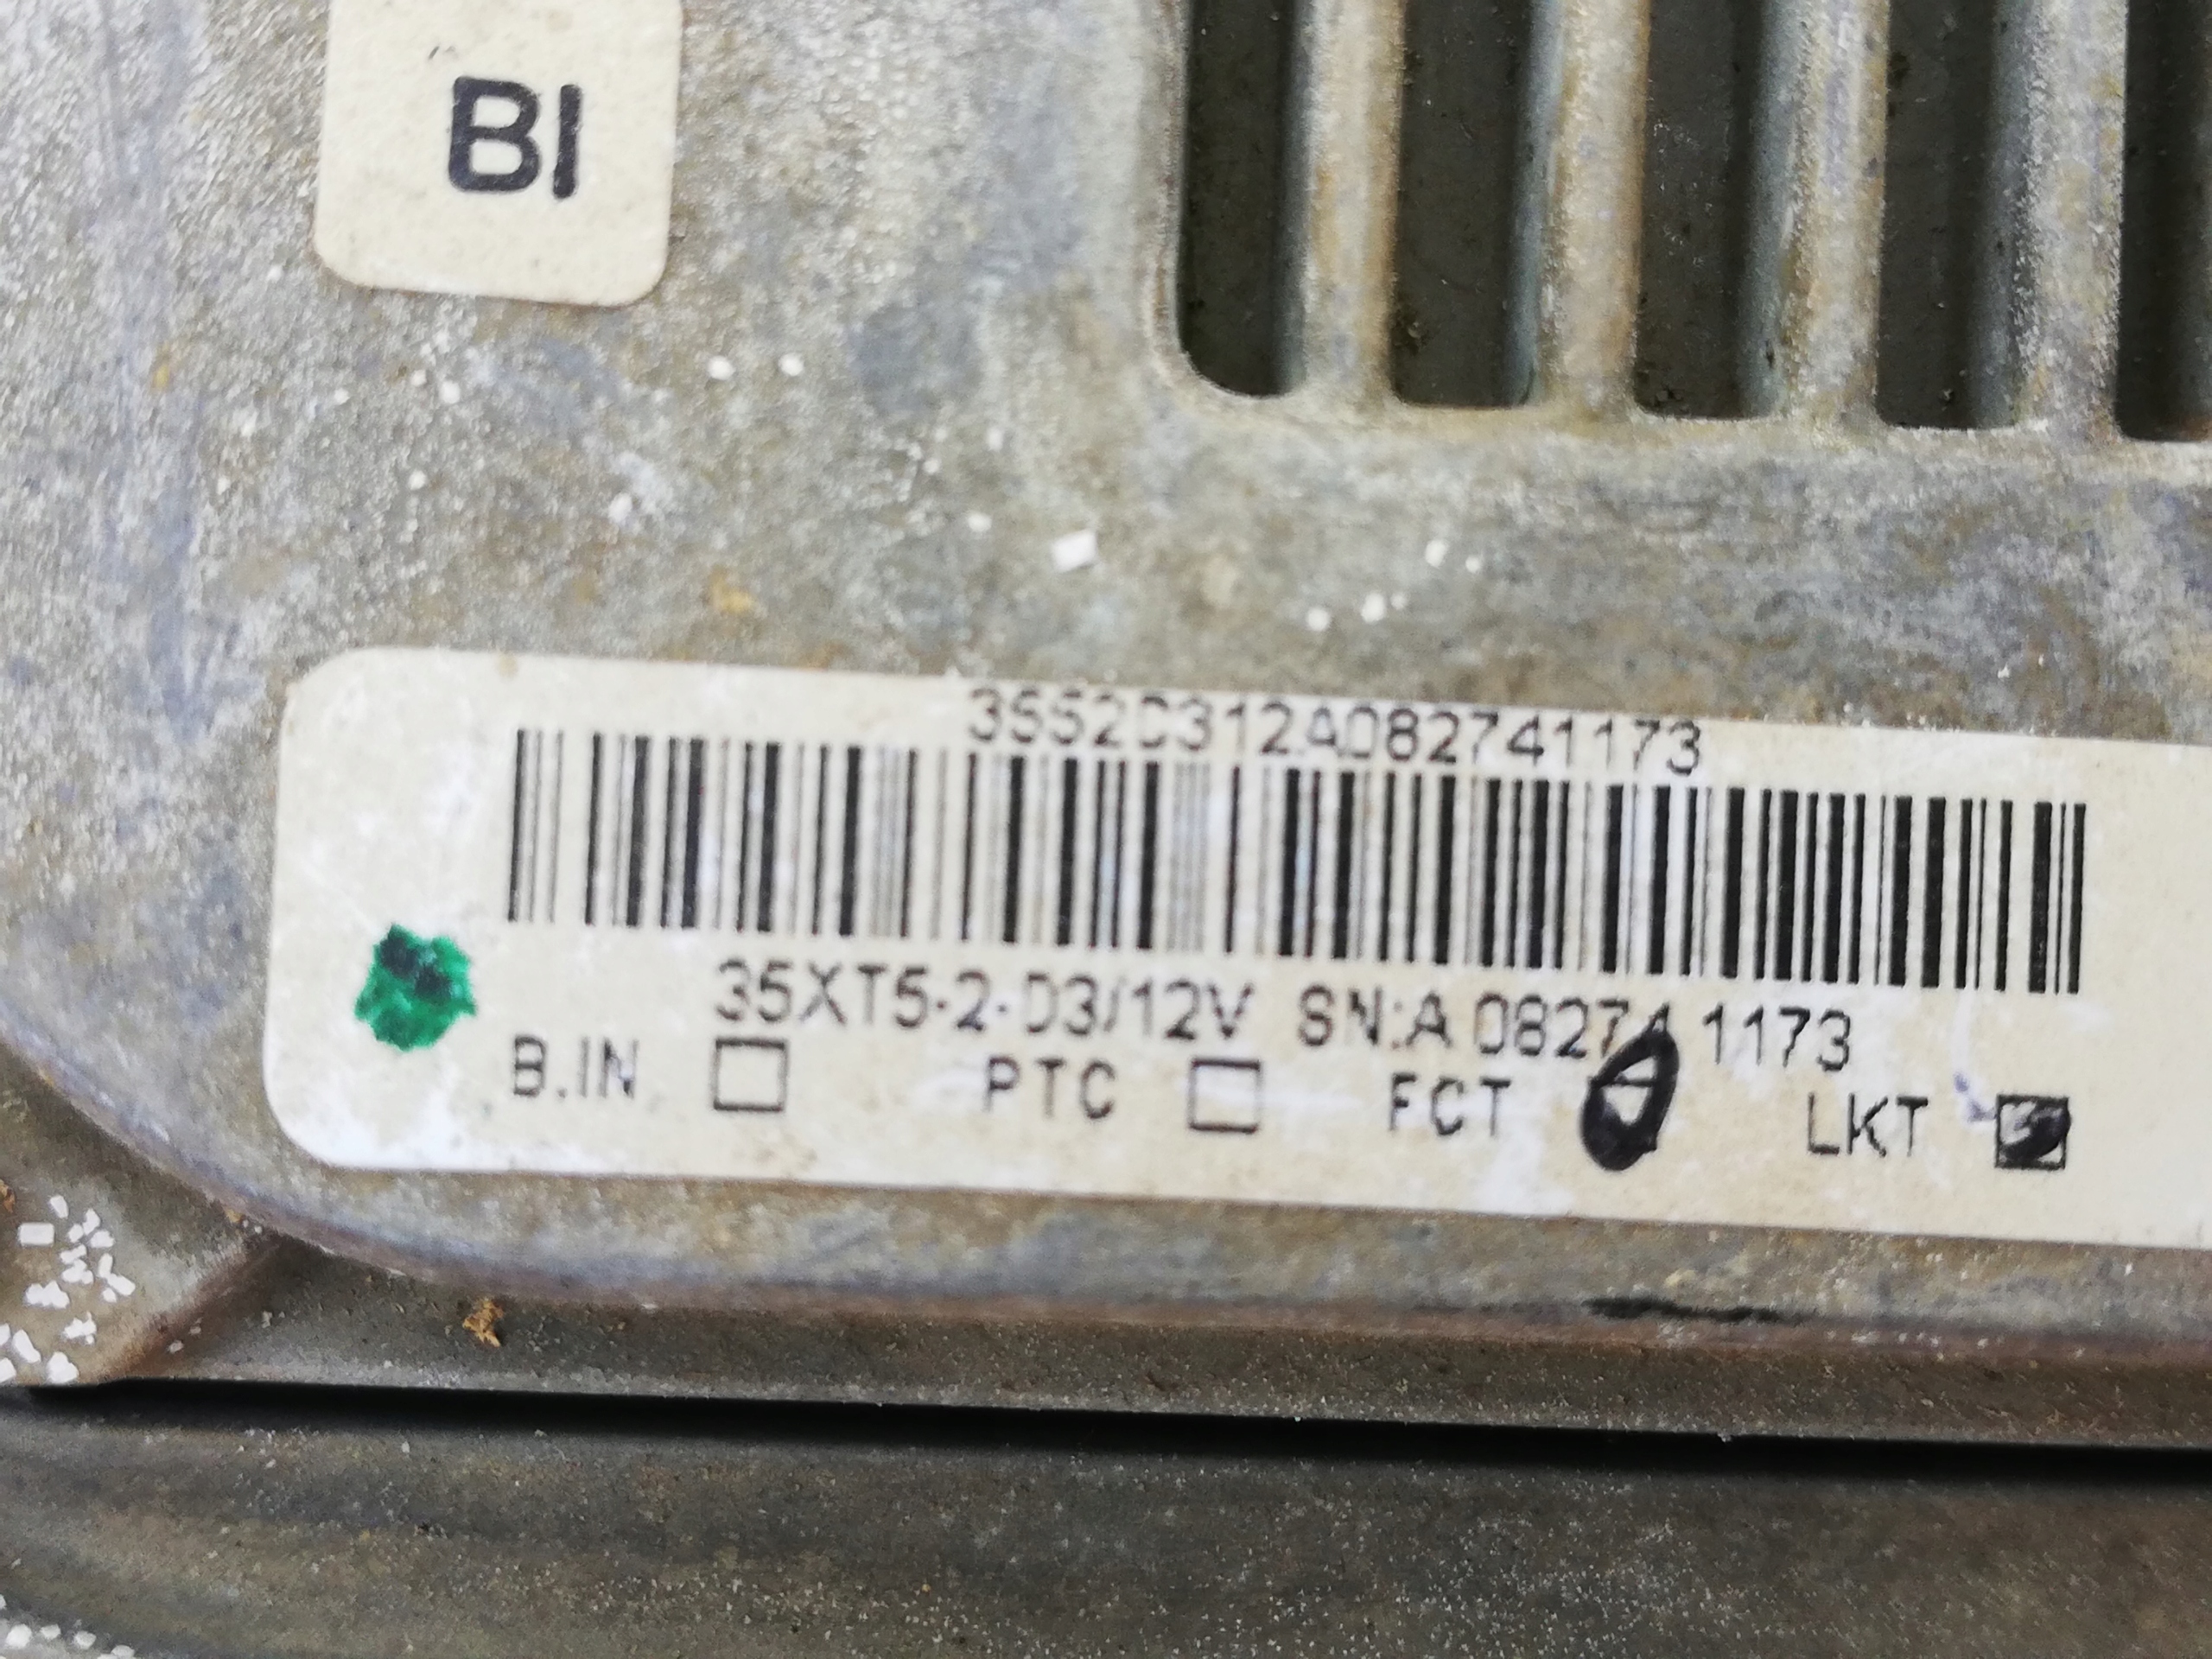 BI
3552C312A082741173
35XT5-2-D3/12V SN:A 08274 1173
B.IN PTC FCT LKT